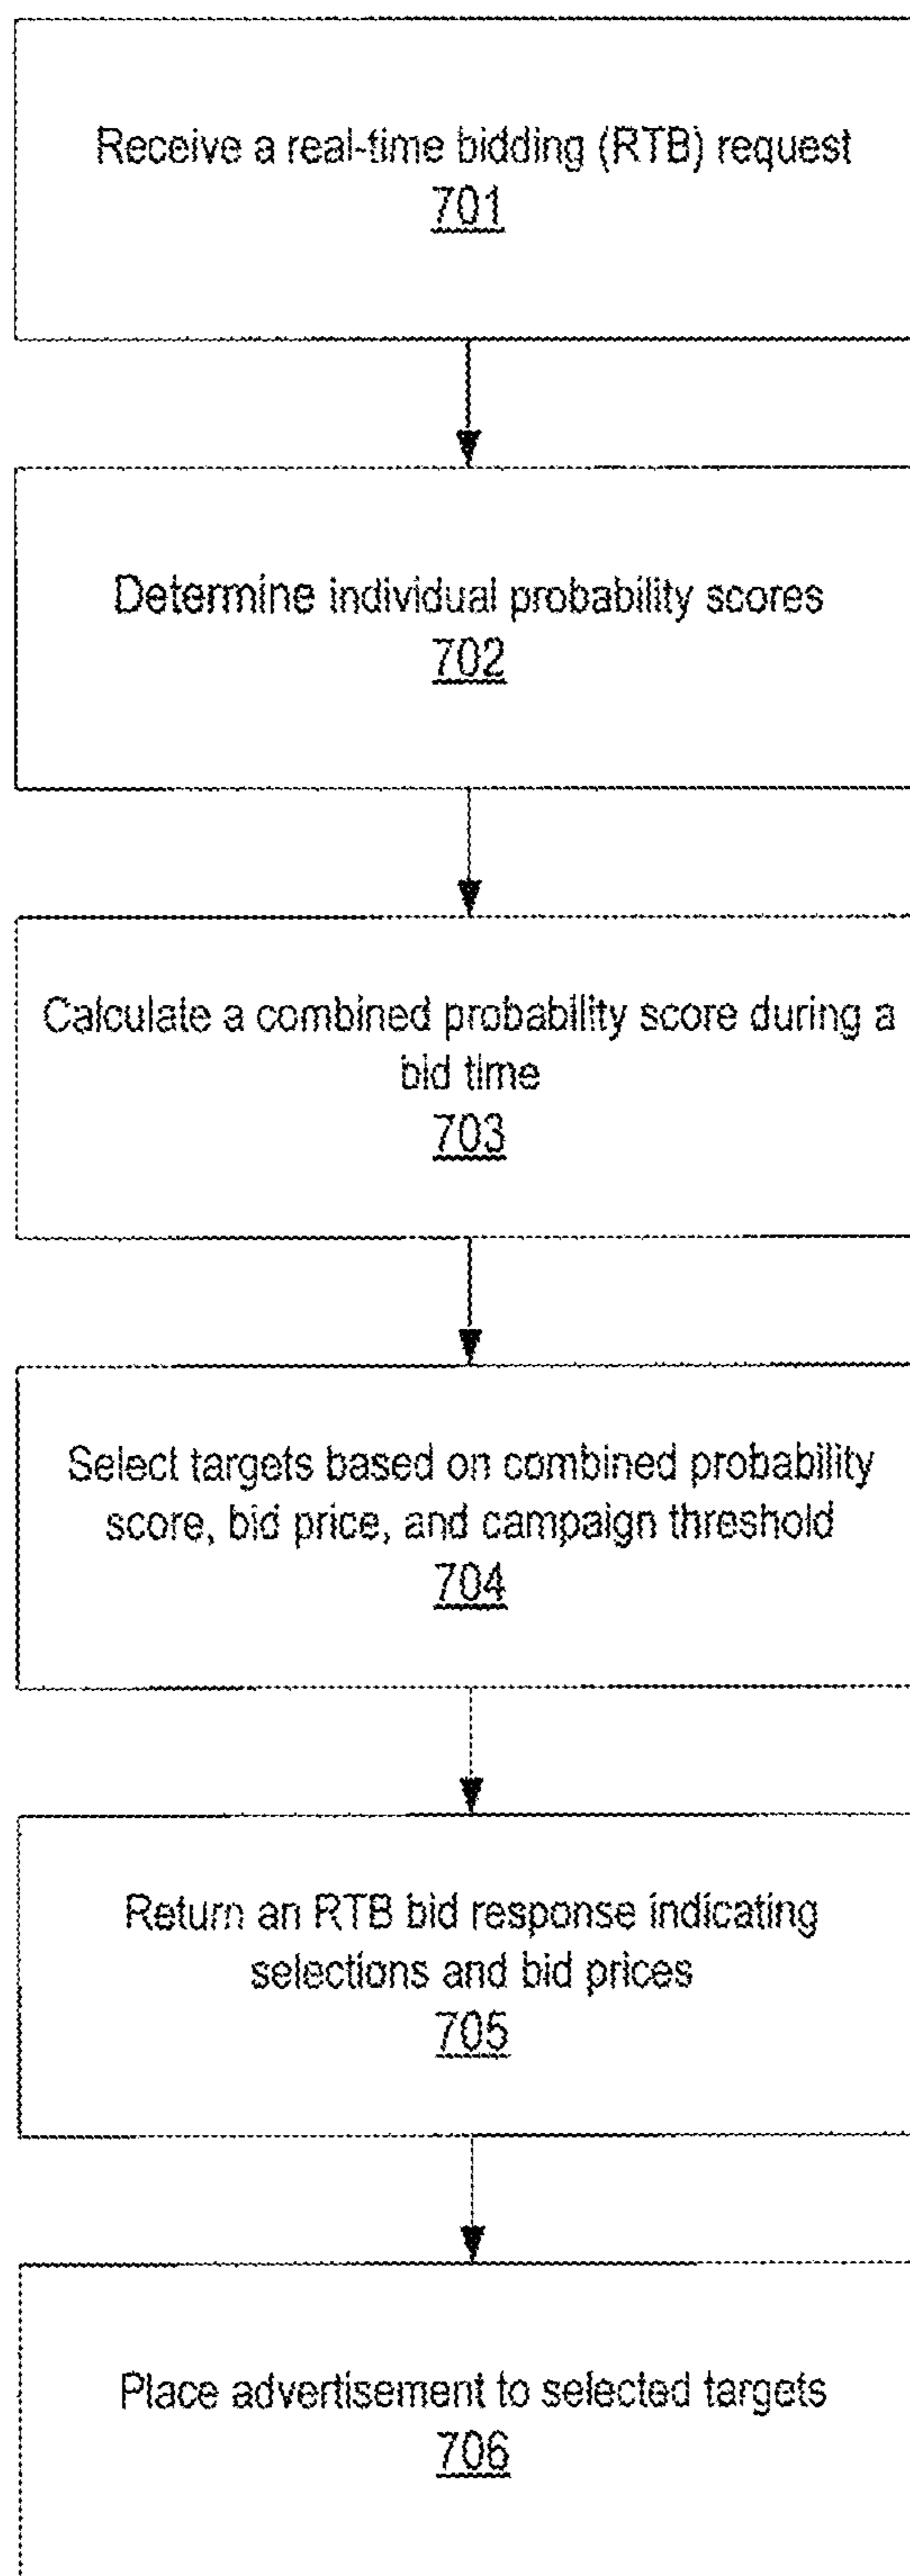 Receive a real-time bidding (RTB) request
701
Determine individual probability scores
702
Calculate a combined probability score during a
bid time
703
Select targets based on combined probability
score, bid price, and campaign threshold
704
Return an RTB bid response indicating
selections and bid prices
705
Place advertisement to selected targets
706